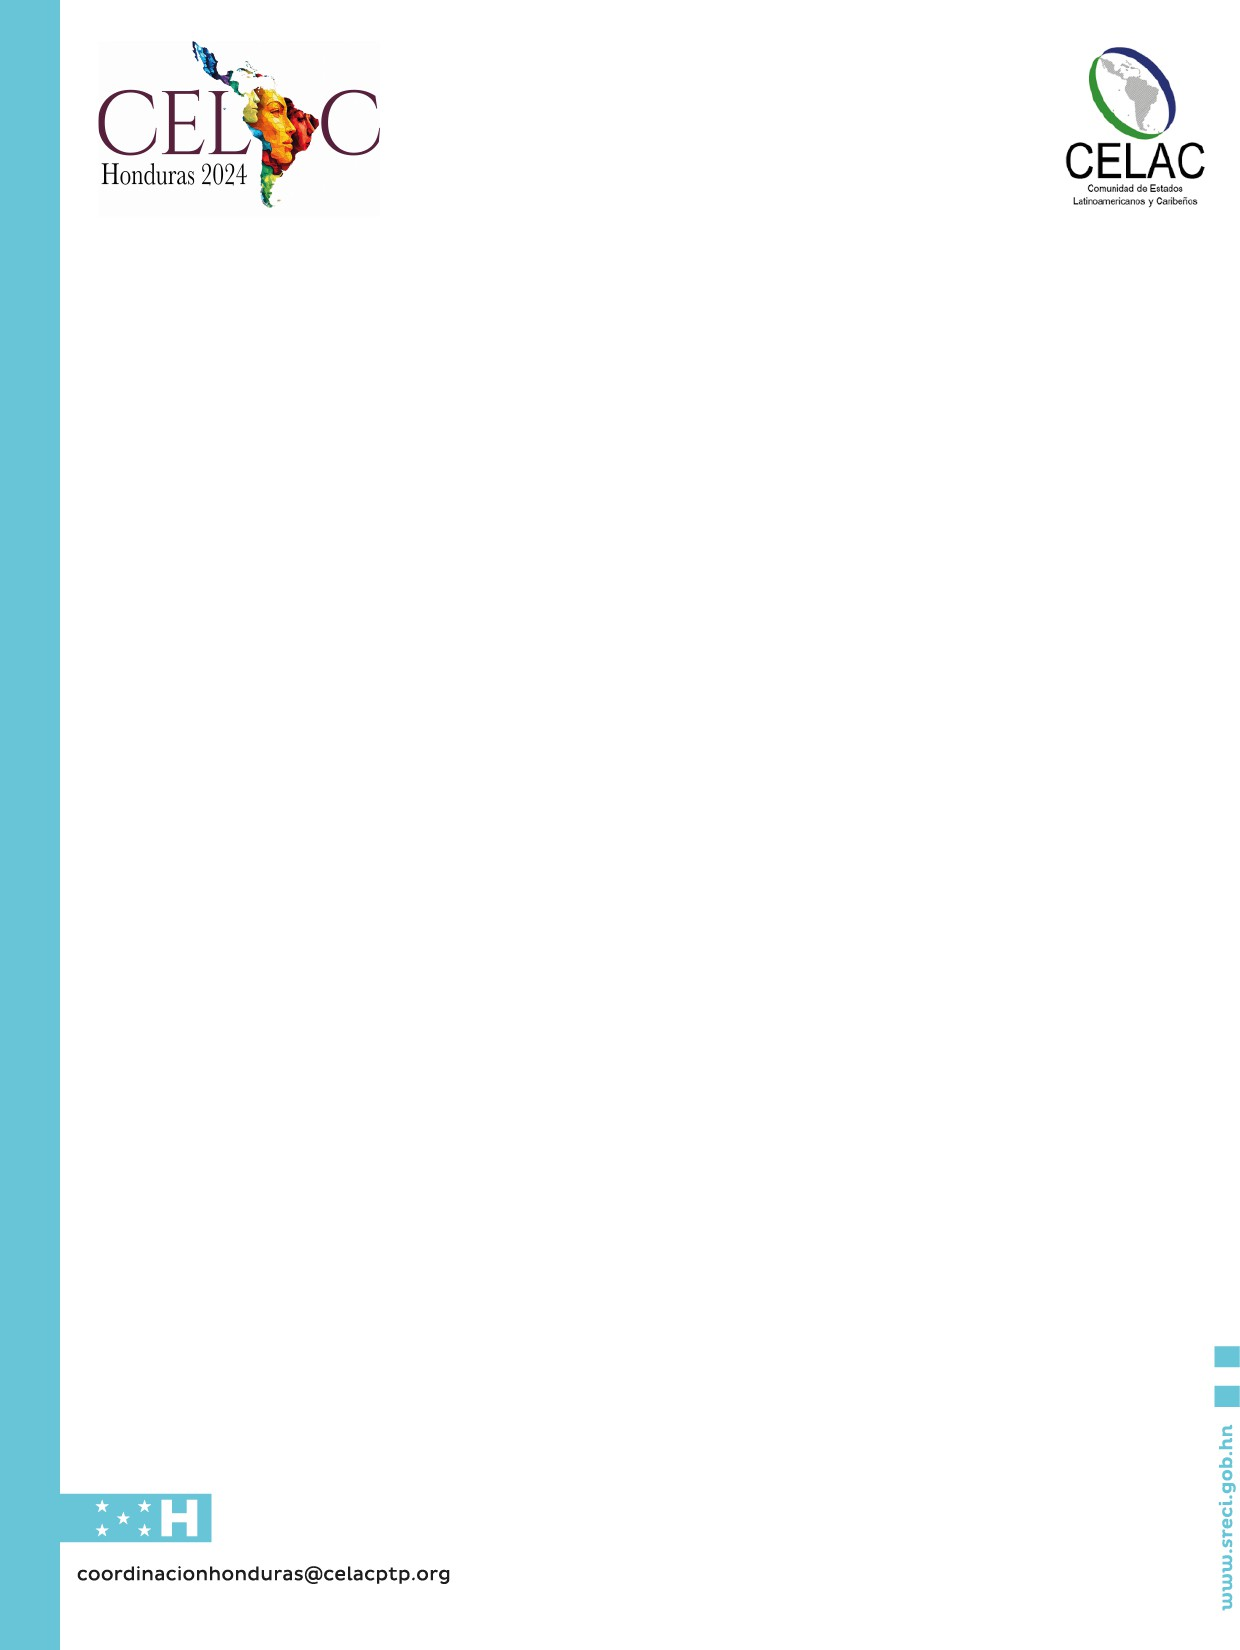 CELAC
Honduras 2024
CELAC
Comunidad de Estados
Latinoamericanos y Caribeños
www.sreci.gob.hn
H
coordinacionhonduras@celacptp.org